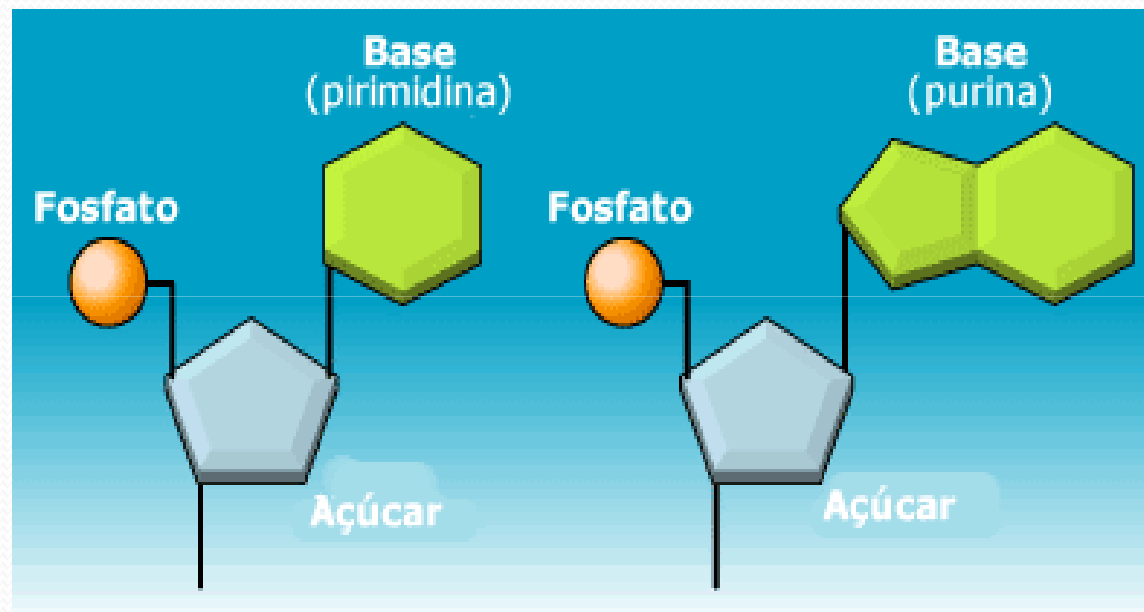 Base
(pirimidina)
Fosfato
Açúcar
Base
(purina)
Fosfato
Açúcar